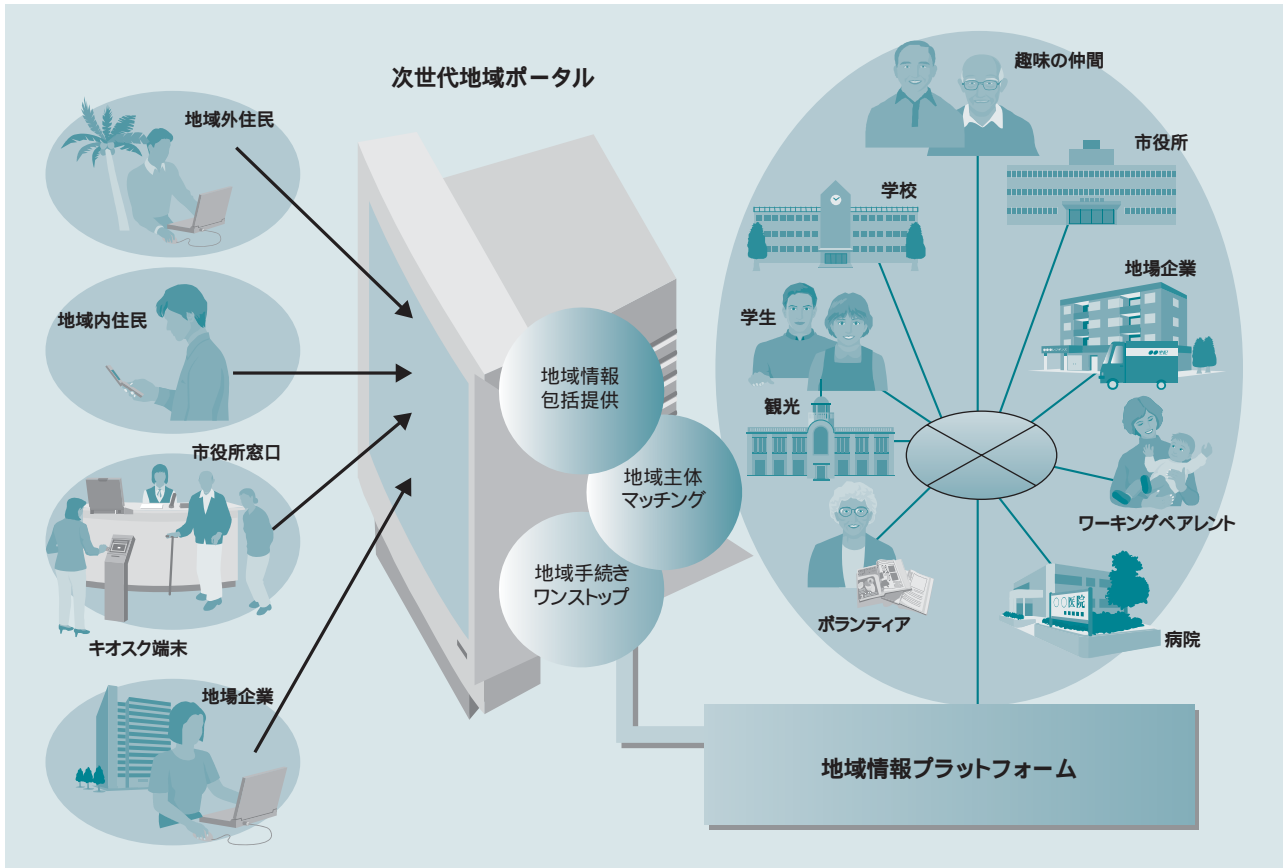 次世代地域ポータル
地域外住民
地域内住民
市役所窓口
キオスク端末
地場企業
地域情報
包括提供
地域主体
マッチング
地域手続き
ワンストップ
趣味の仲間
市役所
学校
地場企業
学生
観光
ワーキングペアレント
ボランティア
〇〇医院
病院
地域情報プラットフォーム